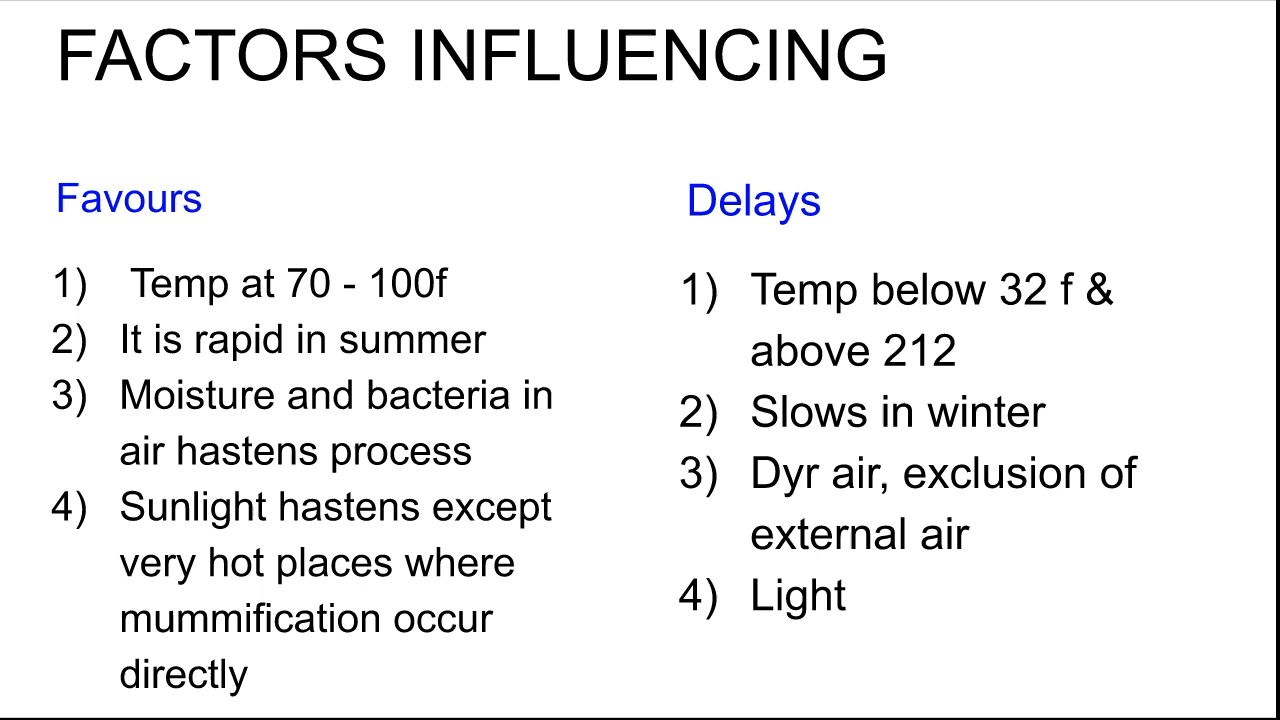 FACTORS INFLUENCING
Favours
1) Temp at 70 - 100f
2) It is rapid in summer
3) Moisture and bacteria in
air hastens process
4) Sunlight hastens except
very hot places where
mummification occur
directly
Delays
1) Temp below 32 f &
above 212
2) Slows in winter
3) Dyr air, exclusion of
external air
4) Light